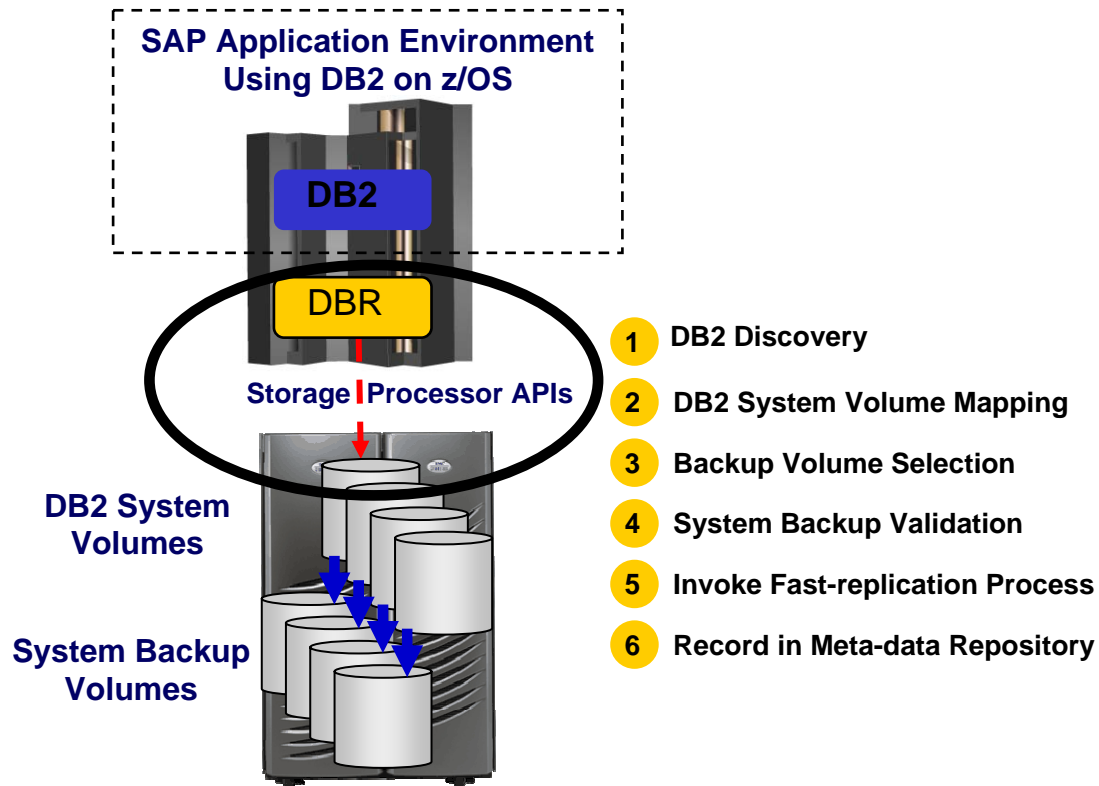 SAP Application Environment
Using DB2 on z/OS
DB2
DBR
Storage Processor APIs
DB2 System
Volumes
System Backup
Volumes
1 DB2 Discovery
2 DB2 System Volume Mapping
3 Backup Volume Selection
4 System Backup Validation
5 Invoke Fast-replication Process
6 Record in Meta-data Repository